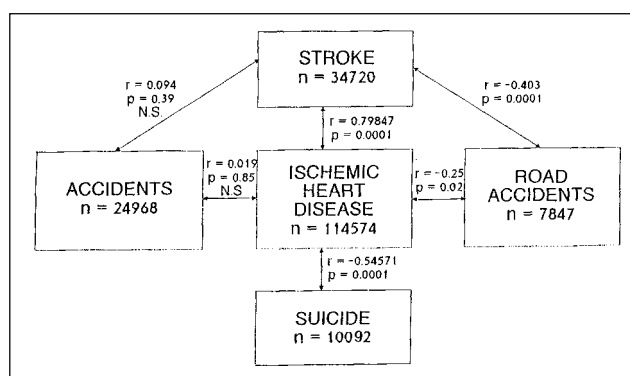 STROKE
n = 34720
r = 0.094
p = 0.39
N.S.
r = -0.403
p = 0.0001
r = 0.79847
p = 0.0001
ACCIDENTS
n = 24968
r = 0.019
p = 0.85
N.S
ISCHEMIC
HEART
DISEASE
n = 114574
r = -0.25
p = 0.02
ROAD
ACCIDENTS
n = 7847
r = -0.54571
p = 0.0001
SUICIDE
n = 10092